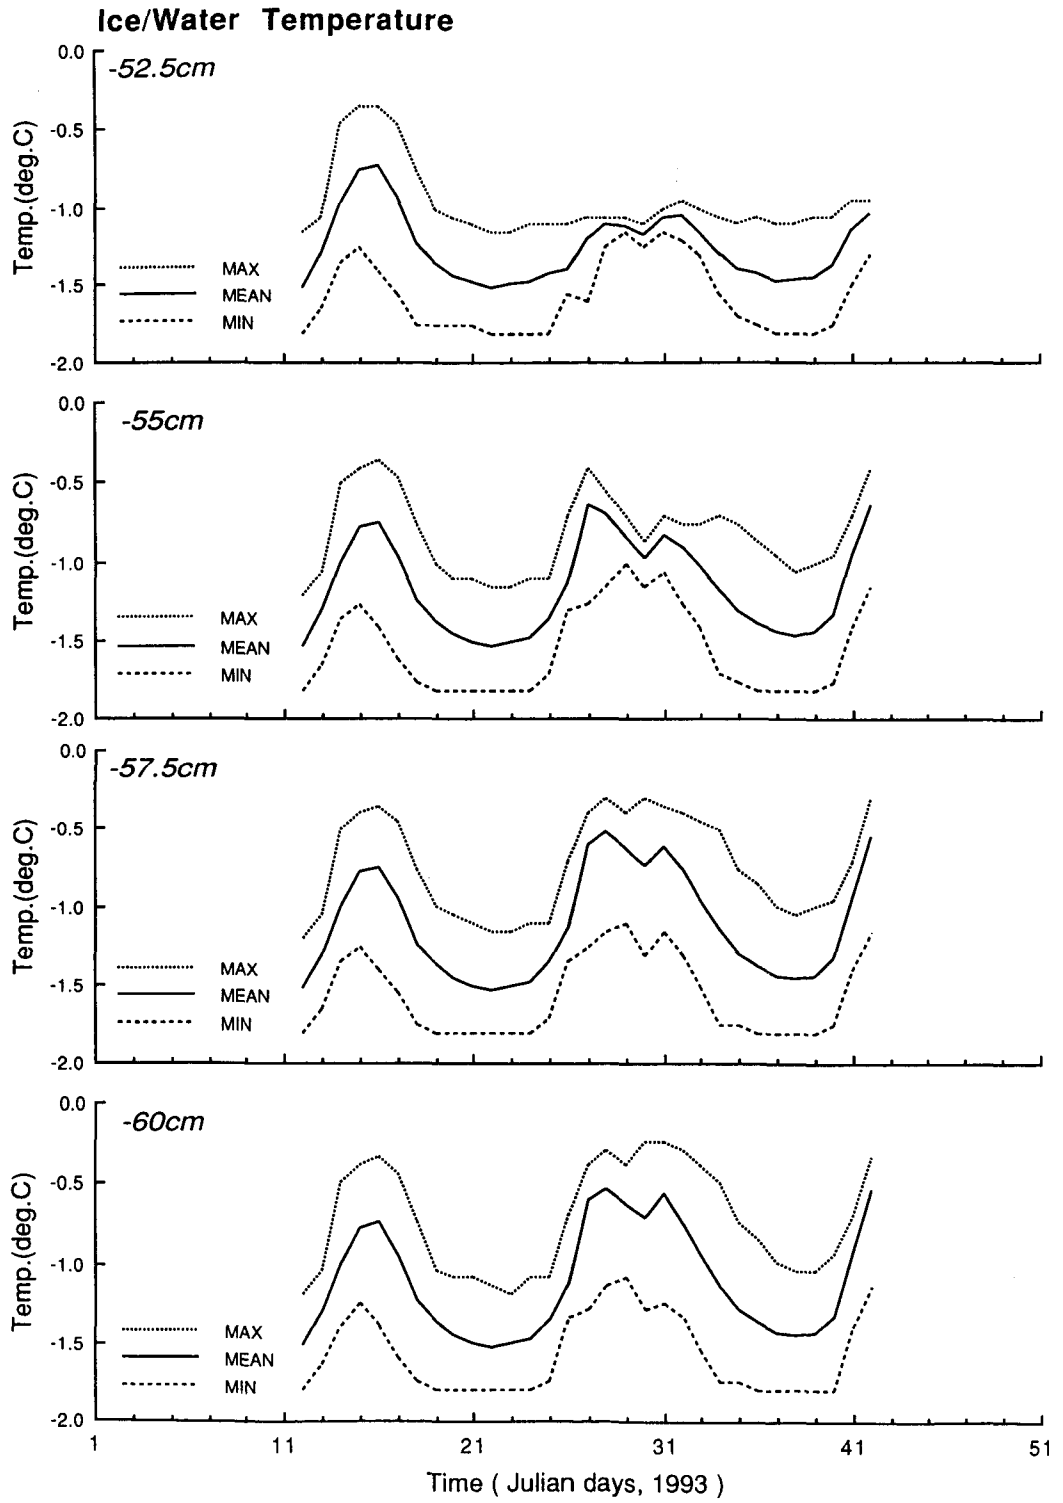 Ice/Water Temperature
0.0
-52.5cm
-0.5
Temp.(deg.C)
-1.0
MAX
MEAN
-1.5
MIN
-2.0
0.0
-55cm
-0.5
Temp.(deg.C)
-1.0
MAX
-1.5
MEAN
MIN
-2.0
0.0
-57.5cm
-0.5
Temp.(deg.C)
-1.0
MAX
-1.5
MEAN
MIN
-2.0
0.0
-60cm
-0.5
Temp.(deg.C)
-1.0
MAX
-1.5
MEAN
MIN
-2.0
1 11 21 31 41 51
Time ( Julian days, 1993 )